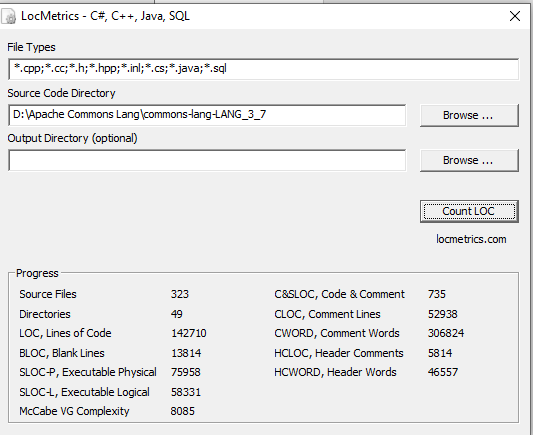 LocMetrics - C#, C++, Java, SQL
File Types
*.cpp;*.cc;*.h;*.hpp;*.inl;*.cs;*.java;*.sql
Source Code Directory
D:\Apache Commons Lang\commons-lang-LANG_3_7
Browse ...
Output Directory (optional)
Browse ...
Count LOC
locmetrics.com
Progress
Source Files 323 C&SLOC, Code & Comment 735
Directories 49 CLOC, Comment Lines 52938
LOC, Lines of Code 142710 CWORD, Comment Words 306824
BLOC, Blank Lines 13814 HCLOC, Header Comments 5814
SLOC-P, Executable Physical 75958 HCWORD, Header Words 46557
SLOC-L, Executable Logical 58331
McCabe VG Complexity 8085